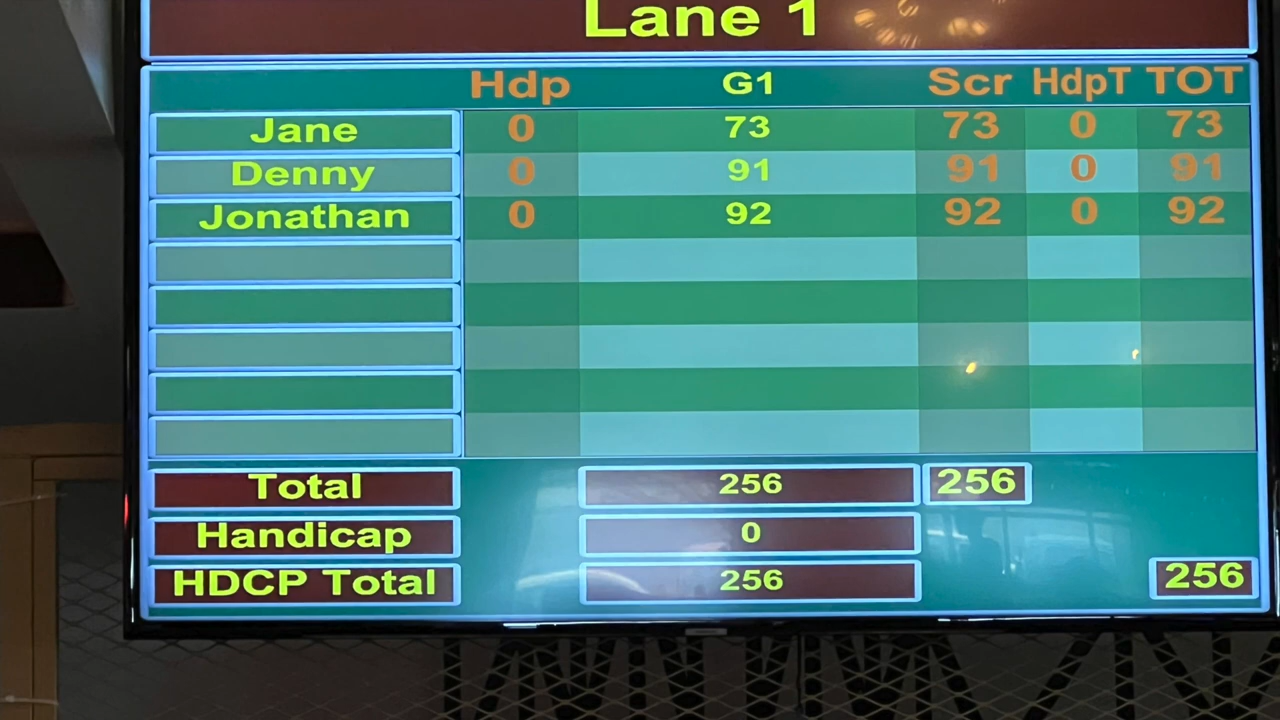 Lane 1
Hdp G1 Scr HdpT TOT
Jane 0 73 73 0 73
Denny 0 91 91 0 91
Jonathan 0 92 92 0 92
Total 256 256
Handicap 0
HDCP Total 256 256